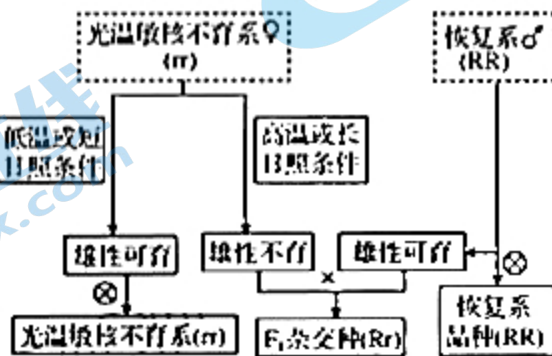 光温敏核不育系♀
(rr)
恢复系♂
(RR)
低温或短
日照条件
高温或长
日照条件
雄性可育
雄性不育
雄性可育
⊗
×
⊗
光温敏核不育系(rr)
F₁杂交种(Rr)
恢复系
品种(RR)